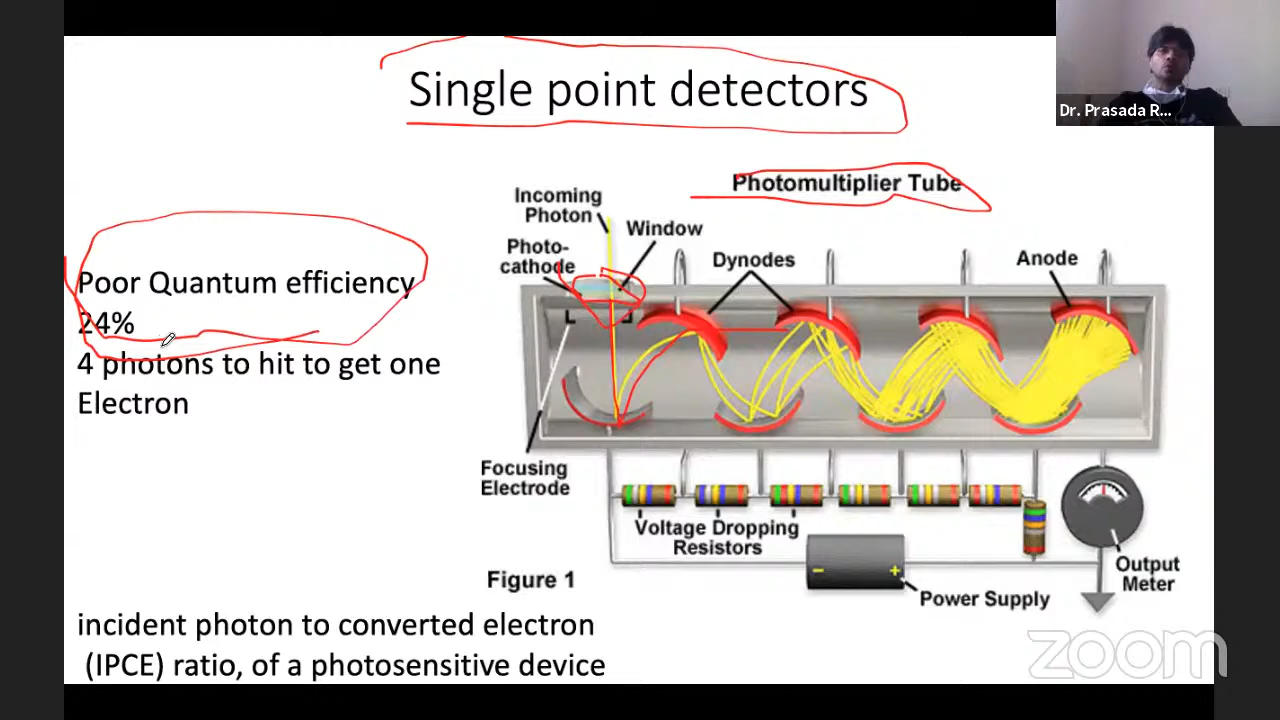 Single point detectors
Dr. Prasada R...
Photomultiplier Tube
Incoming
Photon
Window
Photo-
cathode
Dynodes
Anode
Poor Quantum efficiency
24%
4 photons to hit to get one
Electron
Focusing
Electrode
Voltage Dropping
Resistors
Output
Meter
Figure 1
- +
Power Supply
incident photon to converted electron
(IPCE) ratio, of a photosensitive device
zoom